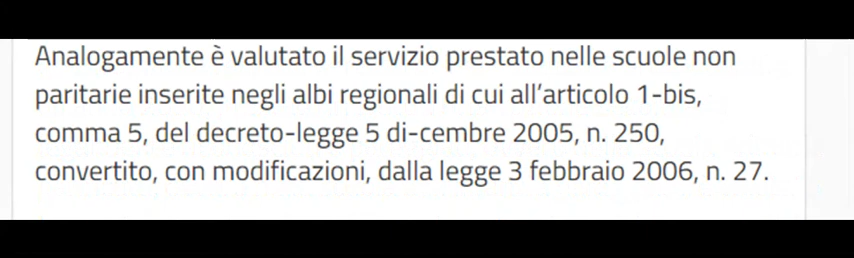 Analogamente è valutato il servizio prestato nelle scuole non
paritarie inserite negli albi regionali di cui all’articolo 1-bis,
comma 5, del decreto-legge 5 di-cembre 2005, n. 250,
convertito, con modificazioni, dalla legge 3 febbraio 2006, n. 27.